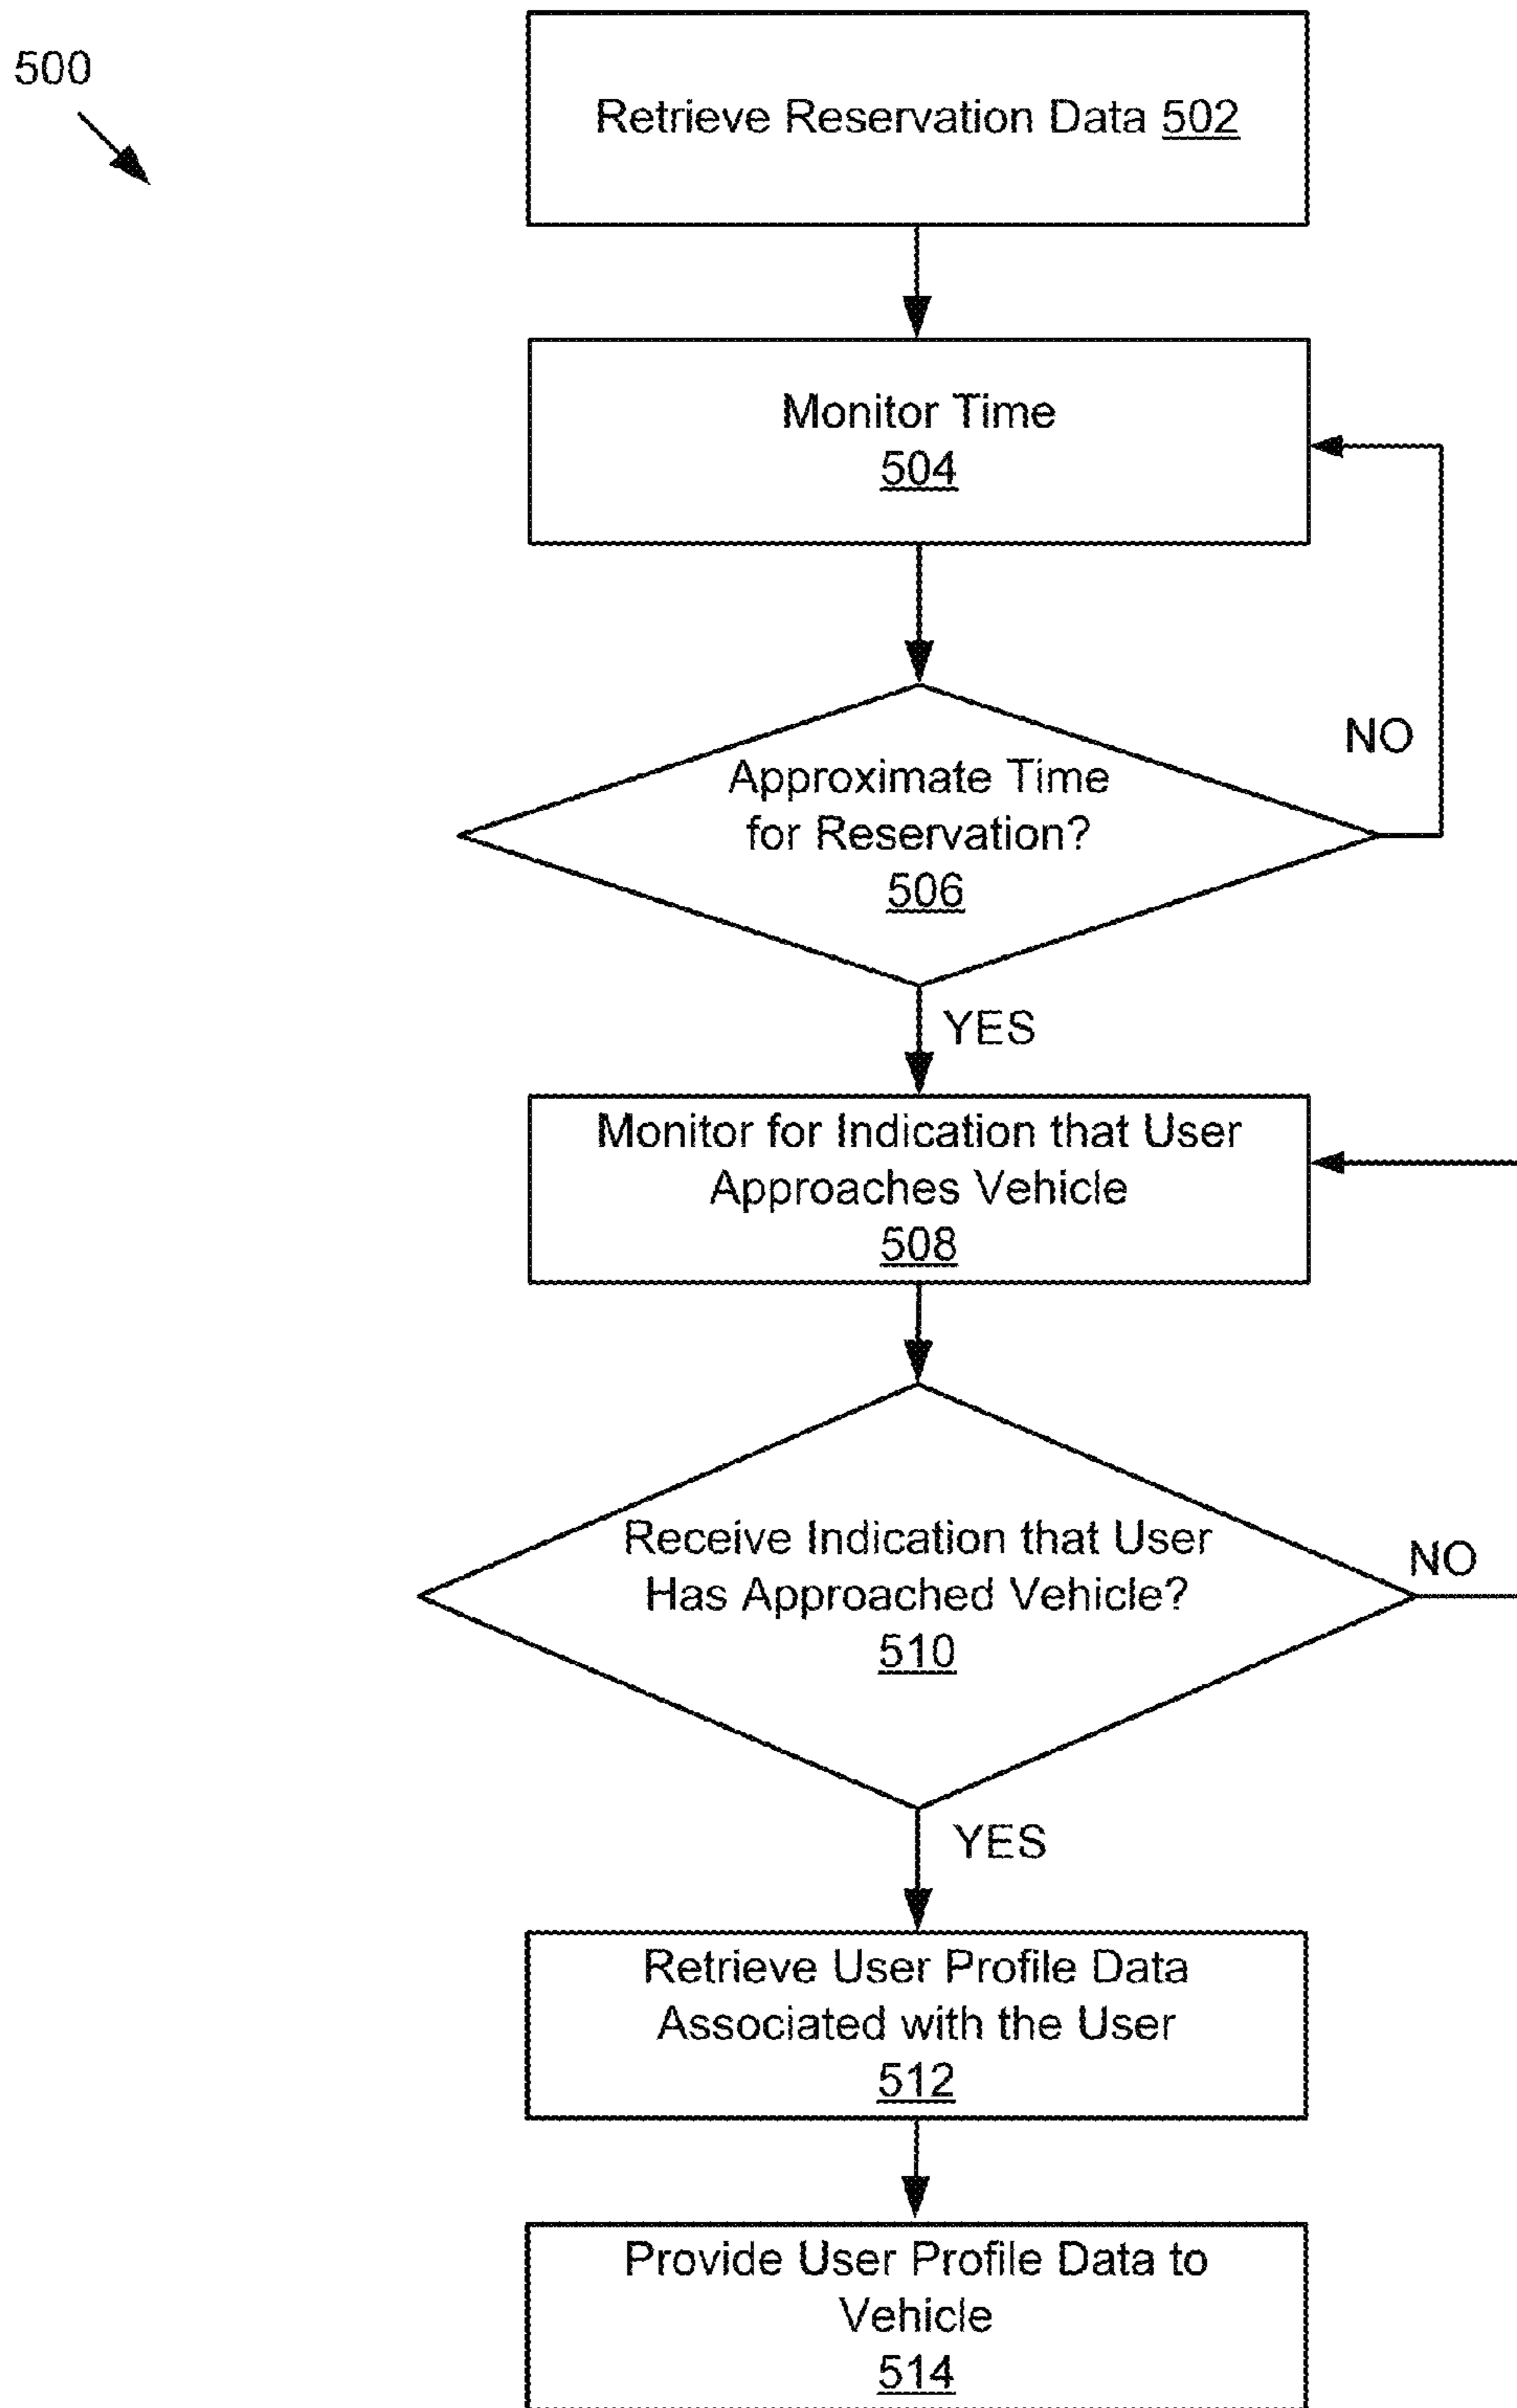 500
Retrieve Reservation Data 502
Monitor Time
504
Approximate Time
for Reservation?
506
NO
YES
Monitor for Indication that User
Approaches Vehicle
508
Receive Indication that User
Has Approached Vehicle?
510
NO
YES
Retrieve User Profile Data
Associated with the User
512
Provide User Profile Data to
Vehicle
514